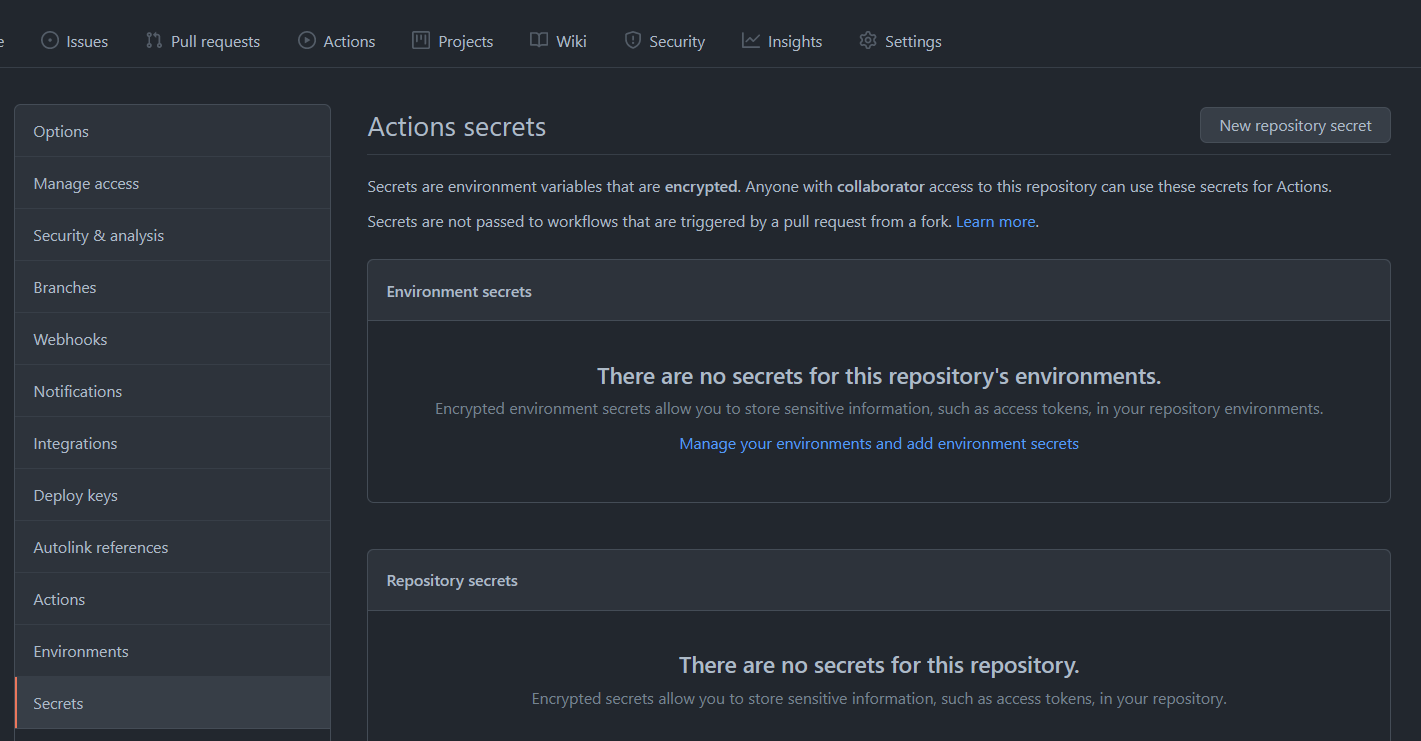 e Issues Pull requests Actions Projects Wiki Security Insights Settings
Options
Manage access
Security & analysis
Branches
Webhooks
Notifications
Integrations
Deploy keys
Autolink references
Actions
Environments
Secrets
Actions secrets
New repository secret
Secrets are environment variables that are encrypted. Anyone with collaborator access to this repository can use these secrets for Actions.
Secrets are not passed to workflows that are triggered by a pull request from a fork. Learn more.
Environment secrets
There are no secrets for this repository's environments.
Encrypted environment secrets allow you to store sensitive information, such as access tokens, in your repository environments.
Manage your environments and add environment secrets
Repository secrets
There are no secrets for this repository.
Encrypted secrets allow you to store sensitive information, such as access tokens, in your repository.